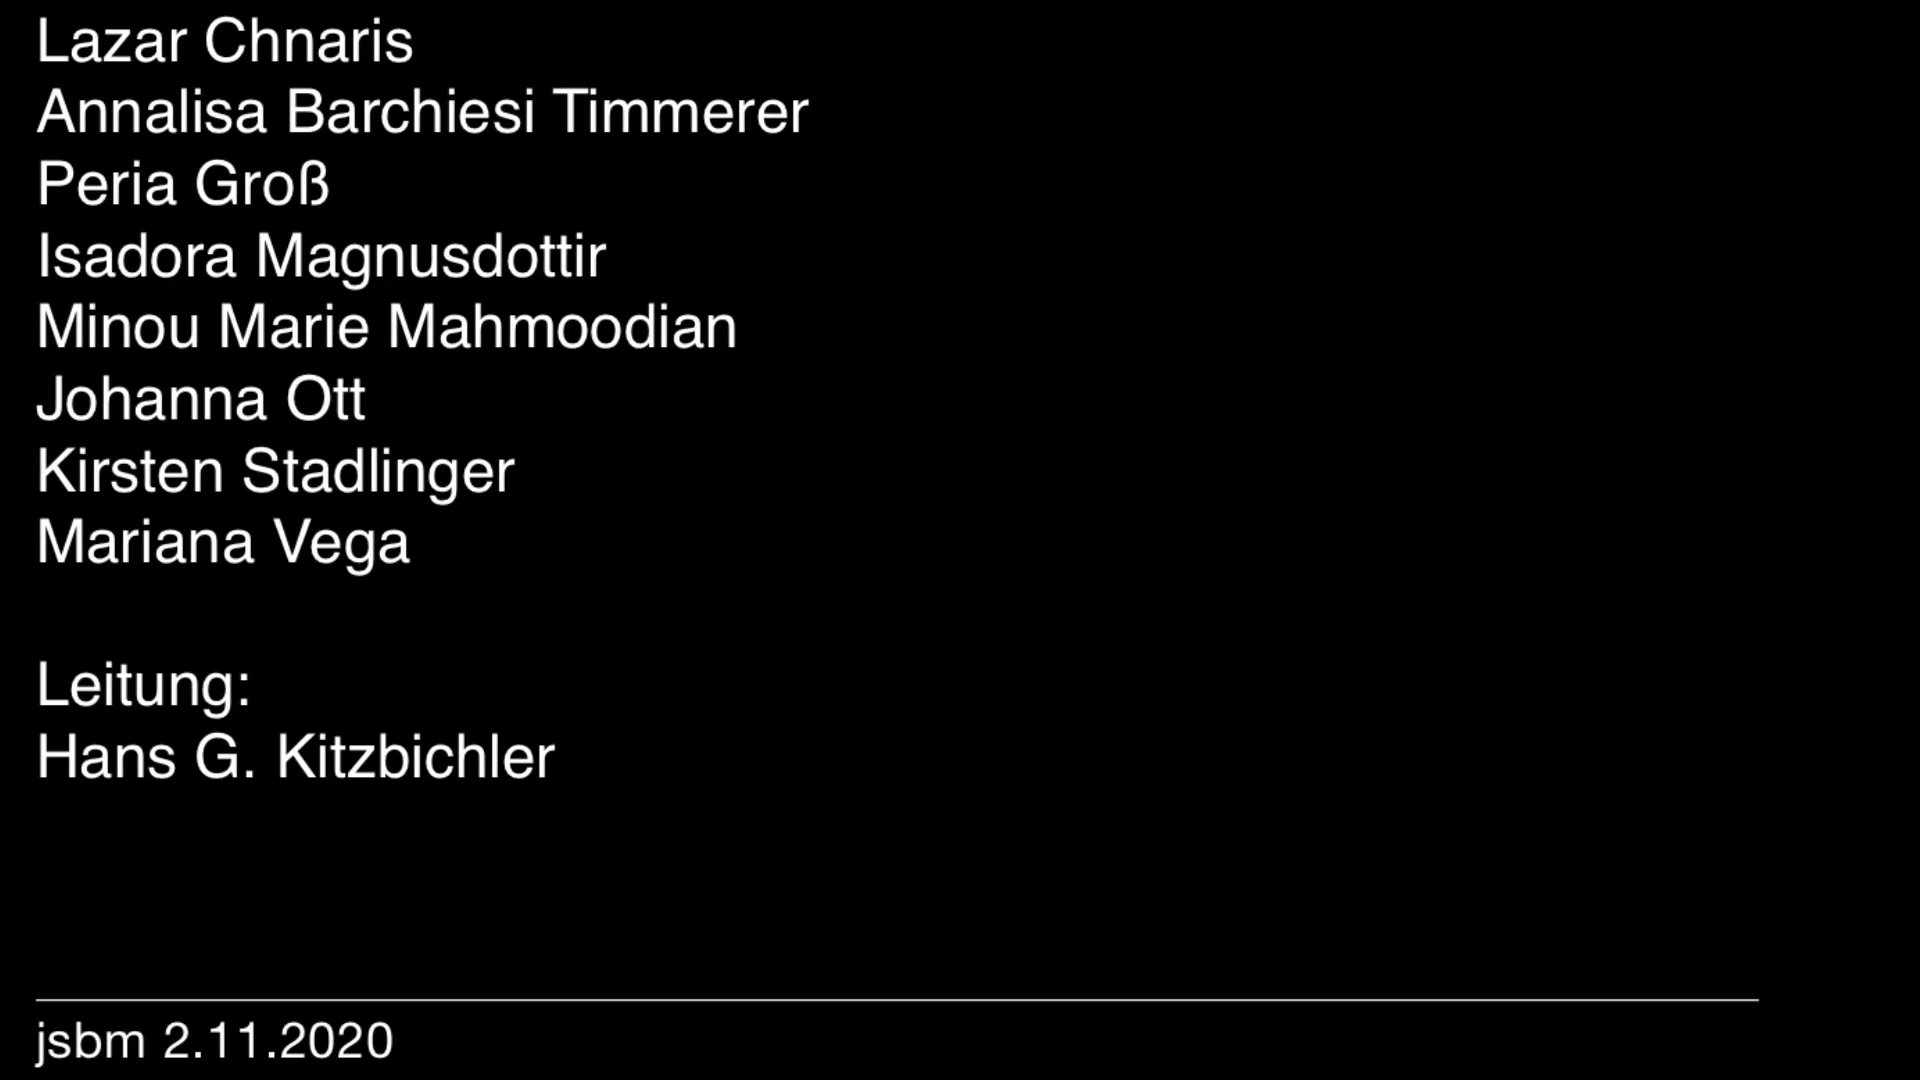 Lazar Chnaris
Annalisa Barchiesi Timmerer
Peria Groß
Isadora Magnusdottir
Minou Marie Mahmoodian
Johanna Ott
Kirsten Stadlinger
Mariana Vega
Leitung:
Hans G. Kitzbichler
jsbm 2.11.2020